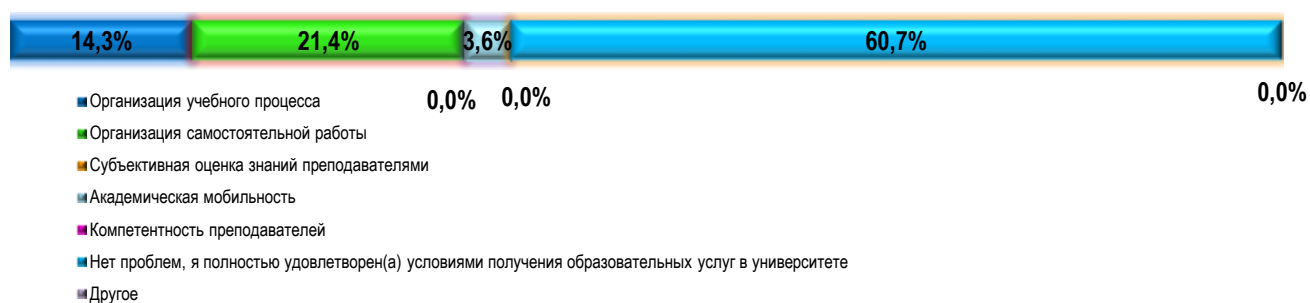 14,3% 21,4% 3,6% 60,7%
0,0% 0,0% 0,0%
Организация учебного процесса
Организация самостоятельной работы
Субъективная оценка знаний преподавателями
Академическая мобильность
Компетентность преподавателей
Нет проблем, я полностью удовлетворен(а) условиями получения образовательных услуг в университете
Другое